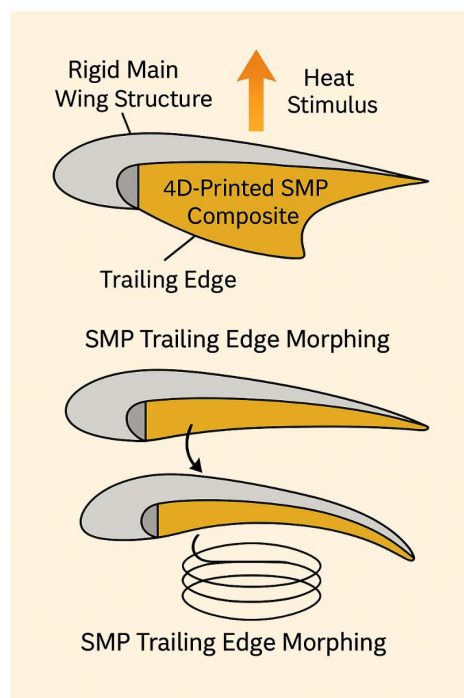 Rigid Main
Wing Structure
Heat
Stimulus
4D-Printed SMP
Composite
Trailing Edge
SMP Trailing Edge Morphing
SMP Trailing Edge Morphing